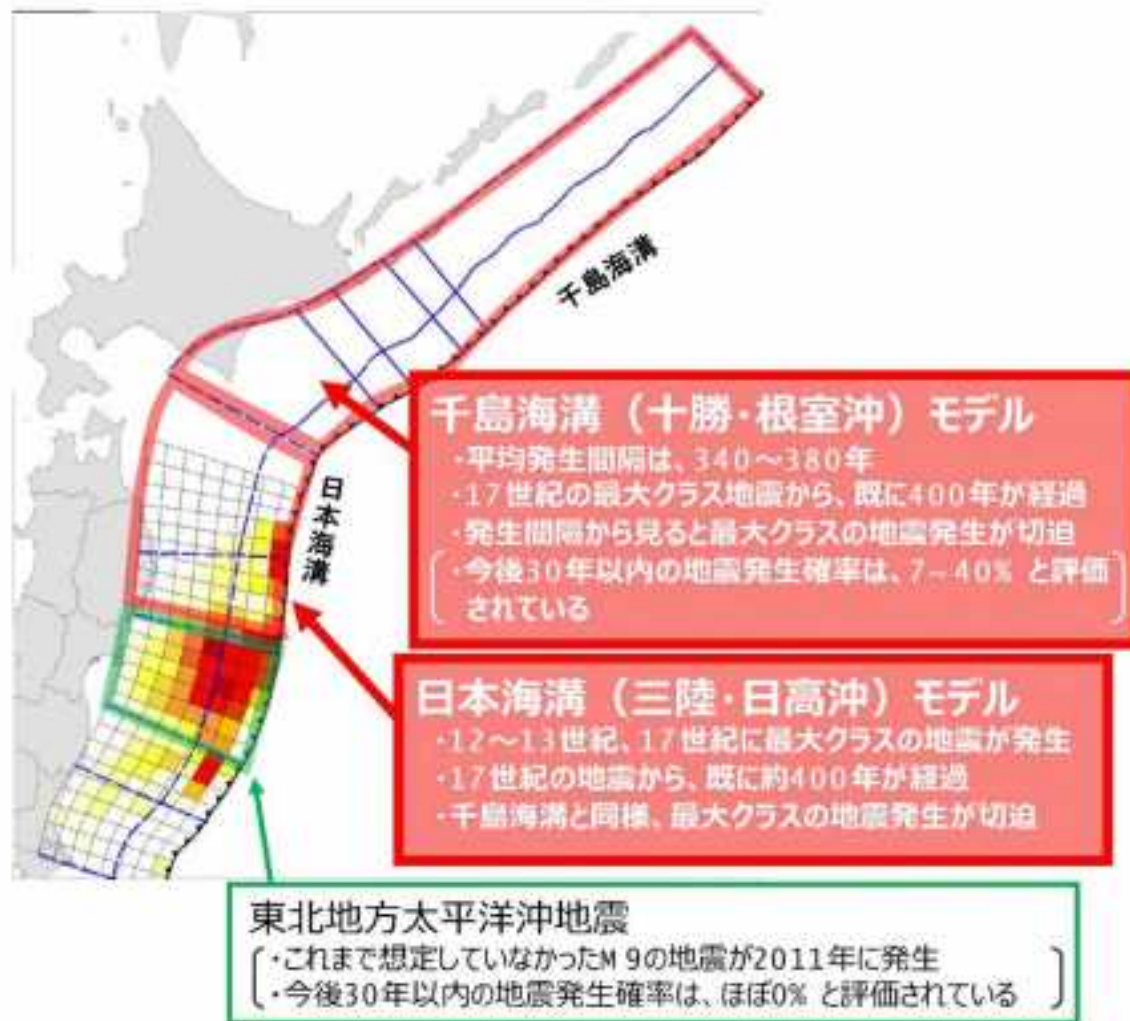 千島海溝
千島海溝（十勝・根室沖）モデル
・平均発生間隔は、340～380年
・17世紀の最大クラス地震から、既に400年が経過
・発生間隔から見ると最大クラスの地震発生が切迫
・今後30年以内の地震発生確率は、7~40% と評価
されている
日本海溝
日本海溝（三陸・日高沖）モデル
・12～13世紀、17世紀に最大クラスの地震が発生
・17世紀の地震から、既に約400年が経過
・千島海溝と同様、最大クラスの地震発生が切迫
東北地方太平洋沖地震
・これまで想定していなかったM 9の地震が2011年に発生
・今後30年以内の地震発生確率は、ほぼ0% と評価されている